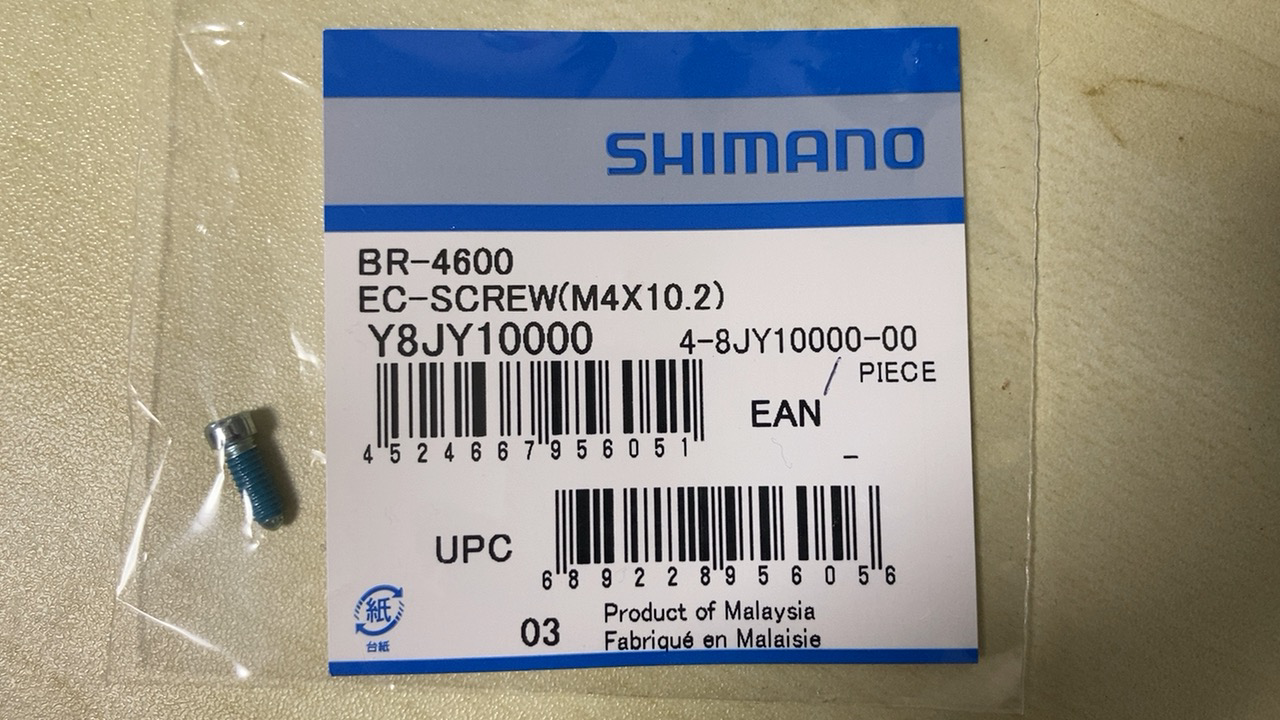 SHIMANO
BR-4600
EC-SCREW(M4X10.2)
Y8JY10000 4-8JY10000-00
/ PIECE
EAN
4524667956051
-
UPC
689228956056
紙
台紙
03
Product of Malaysia
Fabriqué en Malaisie